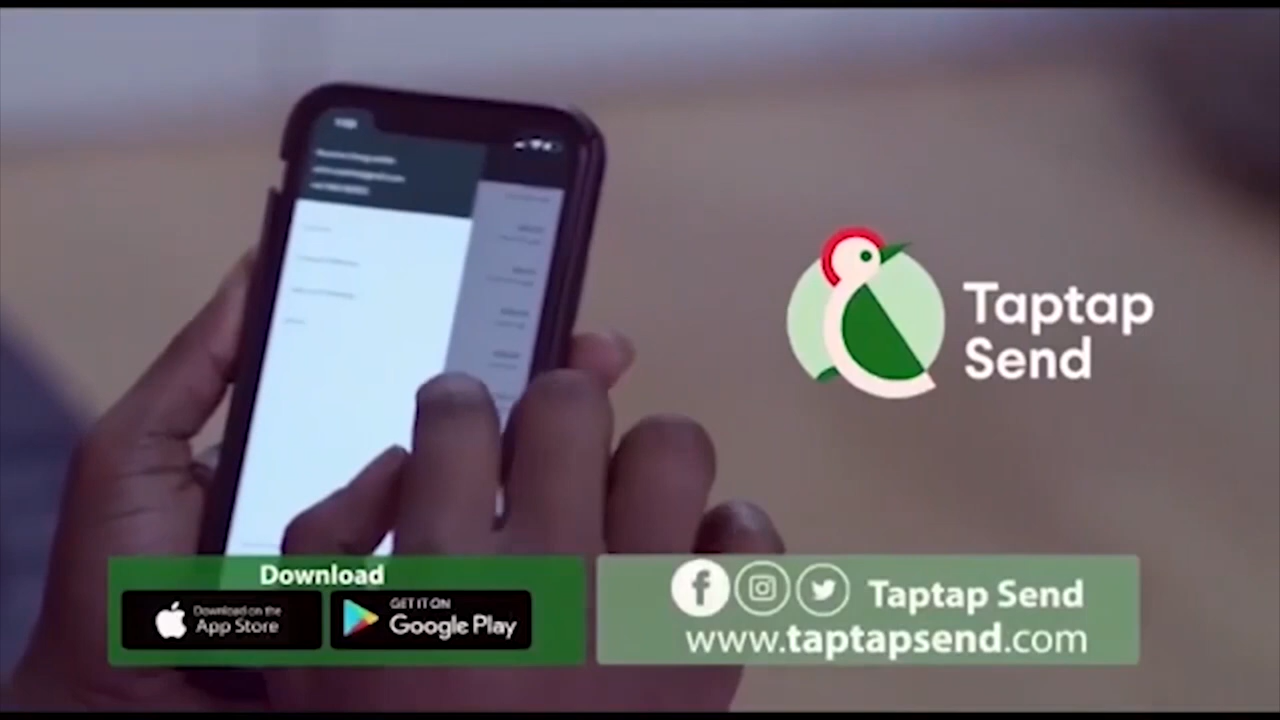 Taptap
Send
Download
Download on the
App Store
GET IT ON
Google Play
Taptap Send
www.taptapsend.com